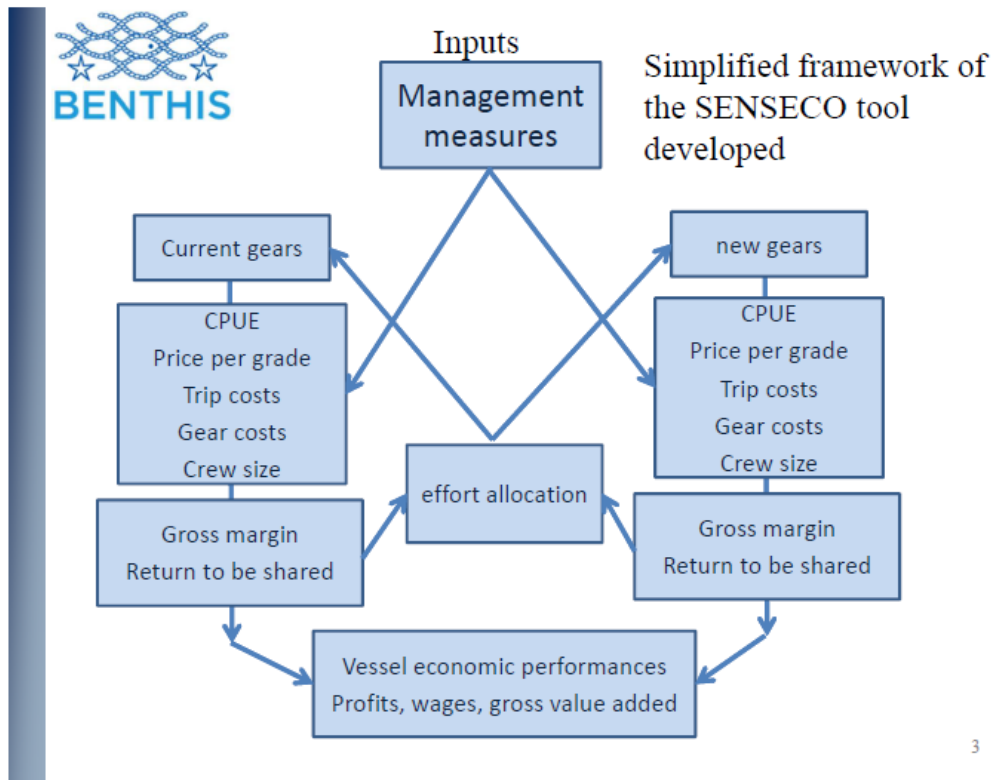 BENTHIS
Inputs
Management
measures
Simplified framework of
the SENSECO tool
developed
Current gears
new gears
CPUE
Price per grade
Trip costs
Gear costs
Crew size
CPUE
Price per grade
Trip costs
Gear costs
Crew size
effort allocation
Gross margin
Return to be shared
Gross margin
Return to be shared
Vessel economic performances
Profits, wages, gross value added
3